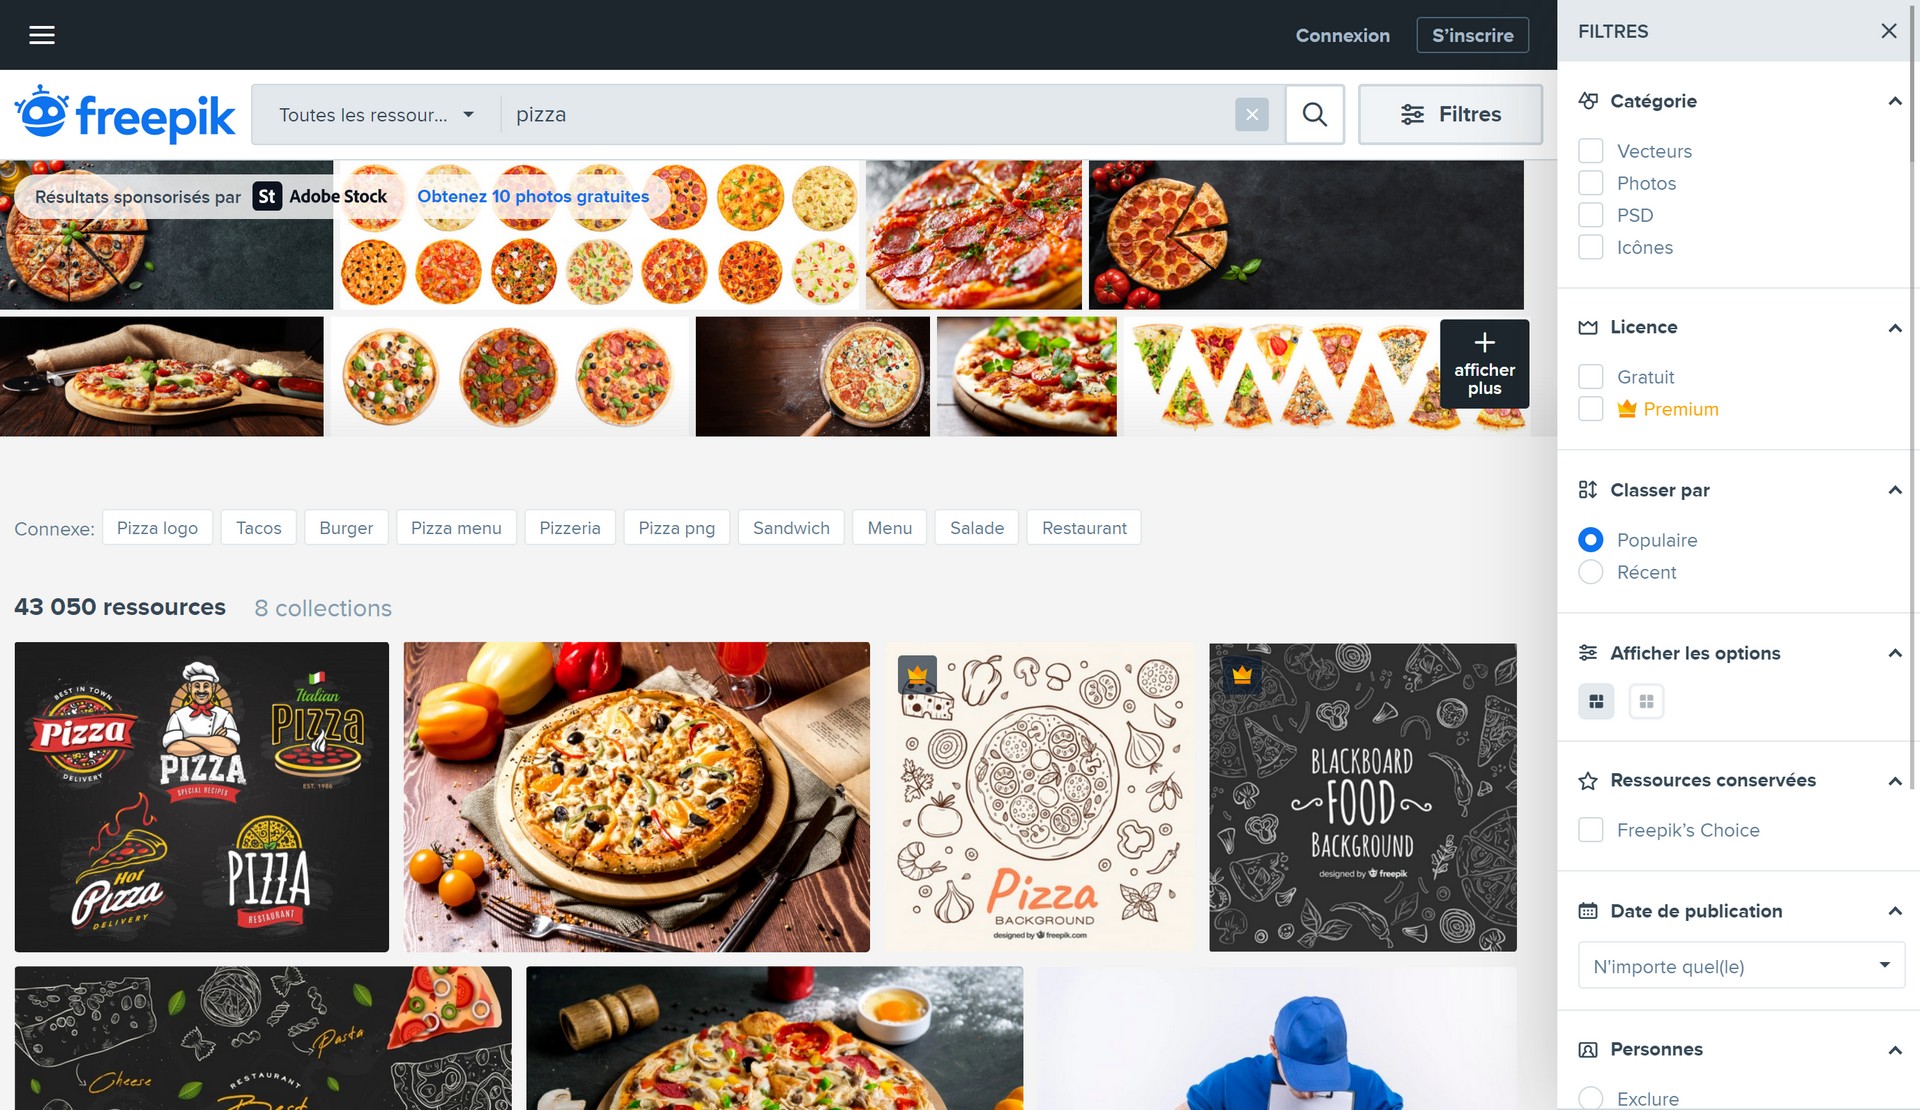 Connexion
S'inscrire
freepik
Toutes les ressour...
pizza
Filtres
Résultats sponsorisés par
St
Adobe Stock
Obtenez 10 photos gratuites
+
afficher
plus
Connexe:
Pizza logo
Tacos
Burger
Pizza menu
Pizzeria
Pizza png
Sandwich
Menu
Salade
Restaurant
43 050 ressources
8 collections
BEST IN TOWN
Pizza
DELIVERY
PIZZA
SPECIAL RECIPES
Italian
Pizza
EST. 1986
Hot
Pizza
DELIVERY
PIZZA
RESTAURANT
Pizza
BACKGROUND
designed by freepik.com
BLACKBOARD
FOOD
BACKGROUND
designed by freepik
Pasta
Cheese
RESTAURANT
Best
FILTRES
Catégorie
Vecteurs
Photos
PSD
Icônes
Licence
Gratuit
Premium
Classer par
Populaire
Récent
Afficher les options
Ressources conservées
Freepik's Choice
Date de publication
N'importe quel(le)
Personnes
Exclure